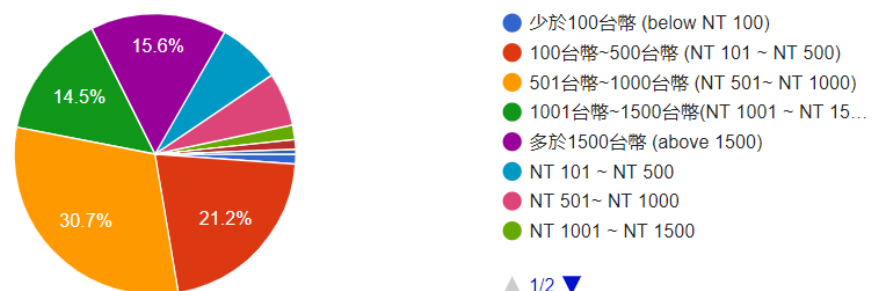 15.6%
14.5%
30.7%
21.2%
少於100台幣 (below NT 100)
100台幣~500台幣 (NT 101 ~ NT 500)
501台幣~1000台幣 (NT 501~ NT 1000)
1001台幣~1500台幣(NT 1001 ~ NT 15…
多於1500台幣 (above 1500)
NT 101 ~ NT 500
NT 501~ NT 1000
NT 1001 ~ NT 1500
1/2